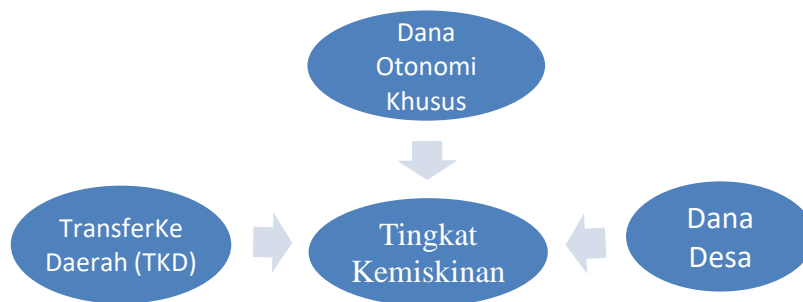 Dana
Otonomi
Khusus
TransferKe
Daerah (TKD)
Tingkat
Kemiskinan
Dana
Desa